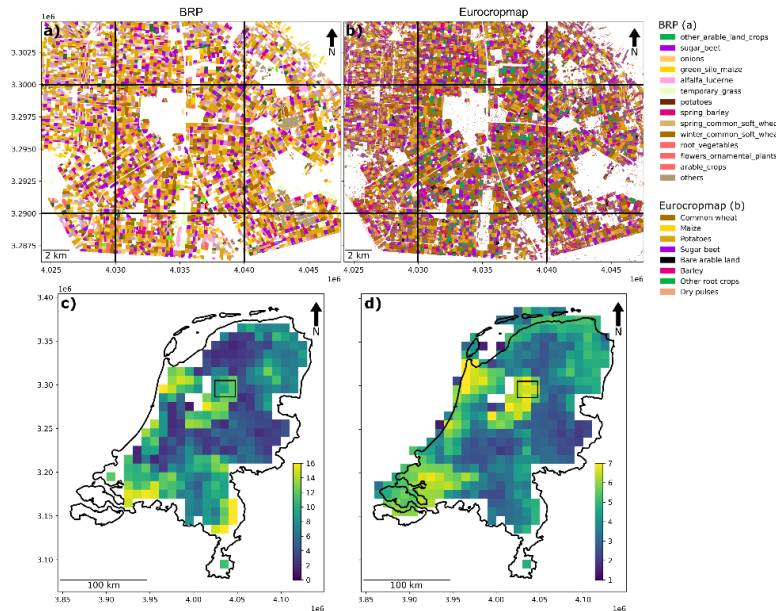 BRP
Eurocropmap
1e6
a)
N
b)
N
3.3050
3.3025
3.3000
3.2975
3.2950
3.2925
3.2900
3.2875
2 km
2 km
4.025 4.030 4.035 4.040 4.045
4.025 4.030 4.035 4.040 4.045
1e6
1e6
BRP (a)
other_arable_land_crops
sugar_beet
onions
green_silo_maize
alfalfa_lucerne
temporary_grass
potatoes
spring_barley
spring_common_soft_whea
winter_common_soft_wheat
root_vegetables
flowers_ornamental_plants
arable_crops
others
Eurocropmap (b)
Common wheat
Maize
Potatoes
Sugar beet
Bare arable land
Barley
Other root crops
Dry pulses
1e6
c)
N
d)
N
3.40
3.35
3.30
3.25
3.20
3.15
3.10
16
14
12
10
8
6
4
2
0
7
6
5
4
3
2
1
100 km
100 km
3.85 3.90 3.95 4.00 4.05 4.10
3.85 3.90 3.95 4.00 4.05 4.10
1e6
1e6